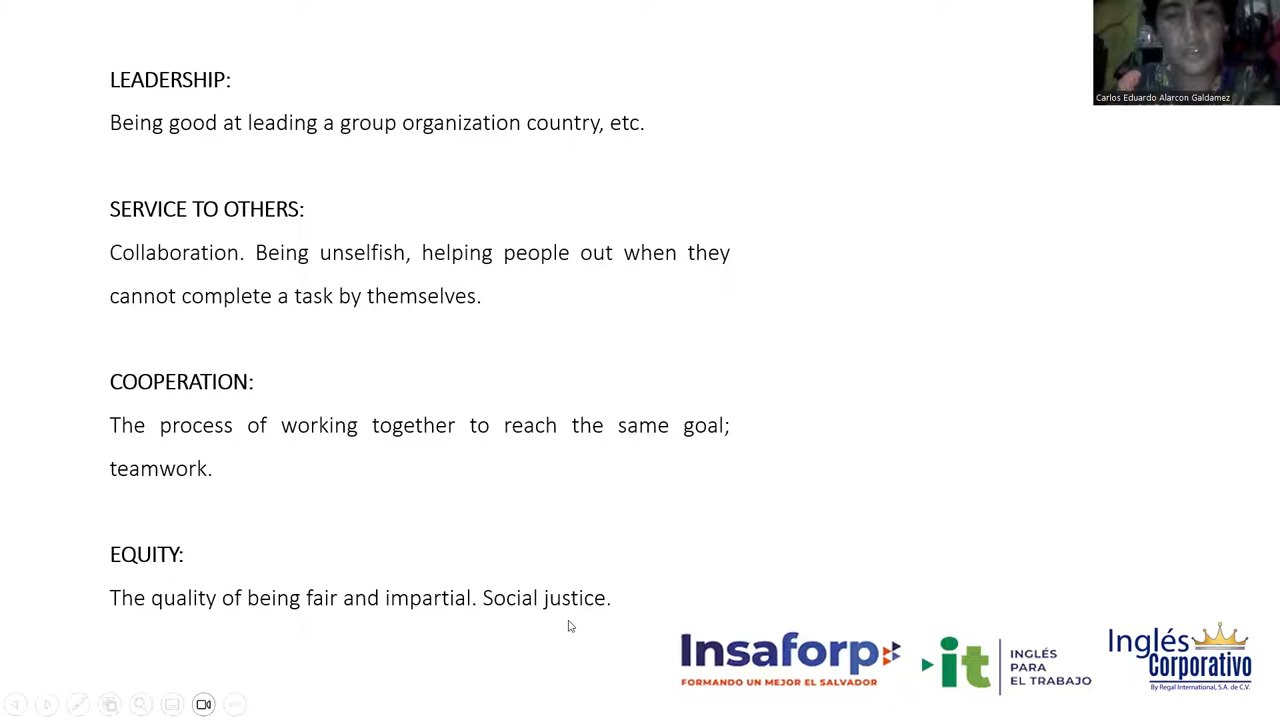 Carlos Eduardo Alarcon Galdamez
LEADERSHIP:
Being good at leading a group organization country, etc.
SERVICE TO OTHERS:
Collaboration. Being unselfish, helping people out when they
cannot complete a task by themselves.
COOPERATION:
The process of working together to reach the same goal;
teamwork.
EQUITY:
The quality of being fair and impartial. Social justice.
Insaforp
FORMANDO UN MEJOR EL SALVADOR
it
INGLÉS
PARA
EL TRABAJO
Inglés
Corporativo
By Regal International, S.A. de C.V.